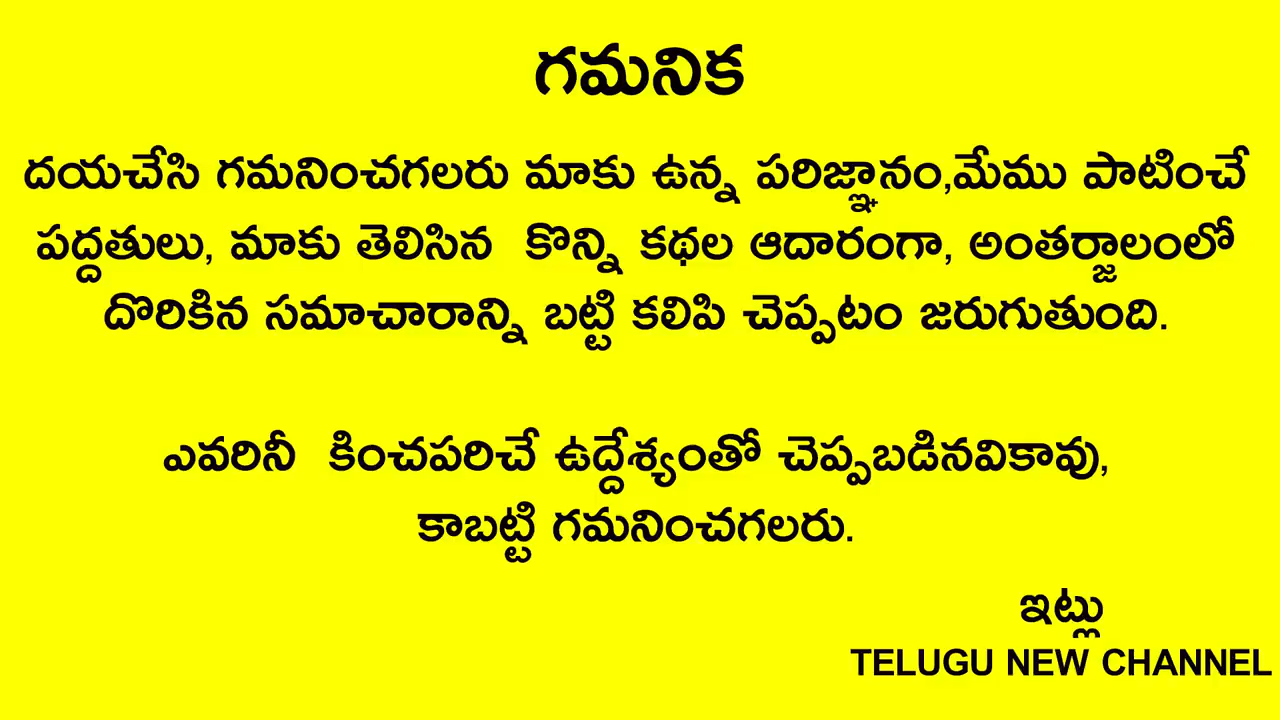 గమనిక
దయచేసి గమనించగలరు మాకు ఉన్న పరిజ్ఞానం,మేము పాటించే
పద్దతులు, మాకు తెలిసిన కొన్ని కథల ఆదారంగా, అంతర్జాలంలో
దొరికిన సమాచారాన్ని బట్టి కలిపి చెప్పటం జరుగుతుంది.
ఎవరినీ కించపరిచే ఉద్దేశ్యంతో చెప్పబడినవికావు,
కాబట్టి గమనించగలరు.
ఇట్లు
TELUGU NEW CHANNEL